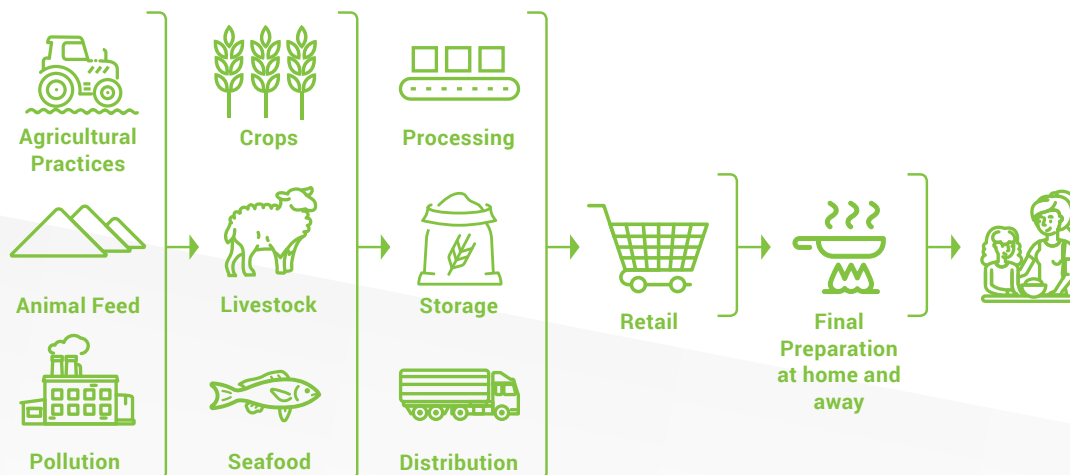 Agricultural
Practices
Crops
Processing
Animal Feed
Livestock
Storage
Retail
Final
Preparation
at home and
away
Pollution
Seafood
Distribution